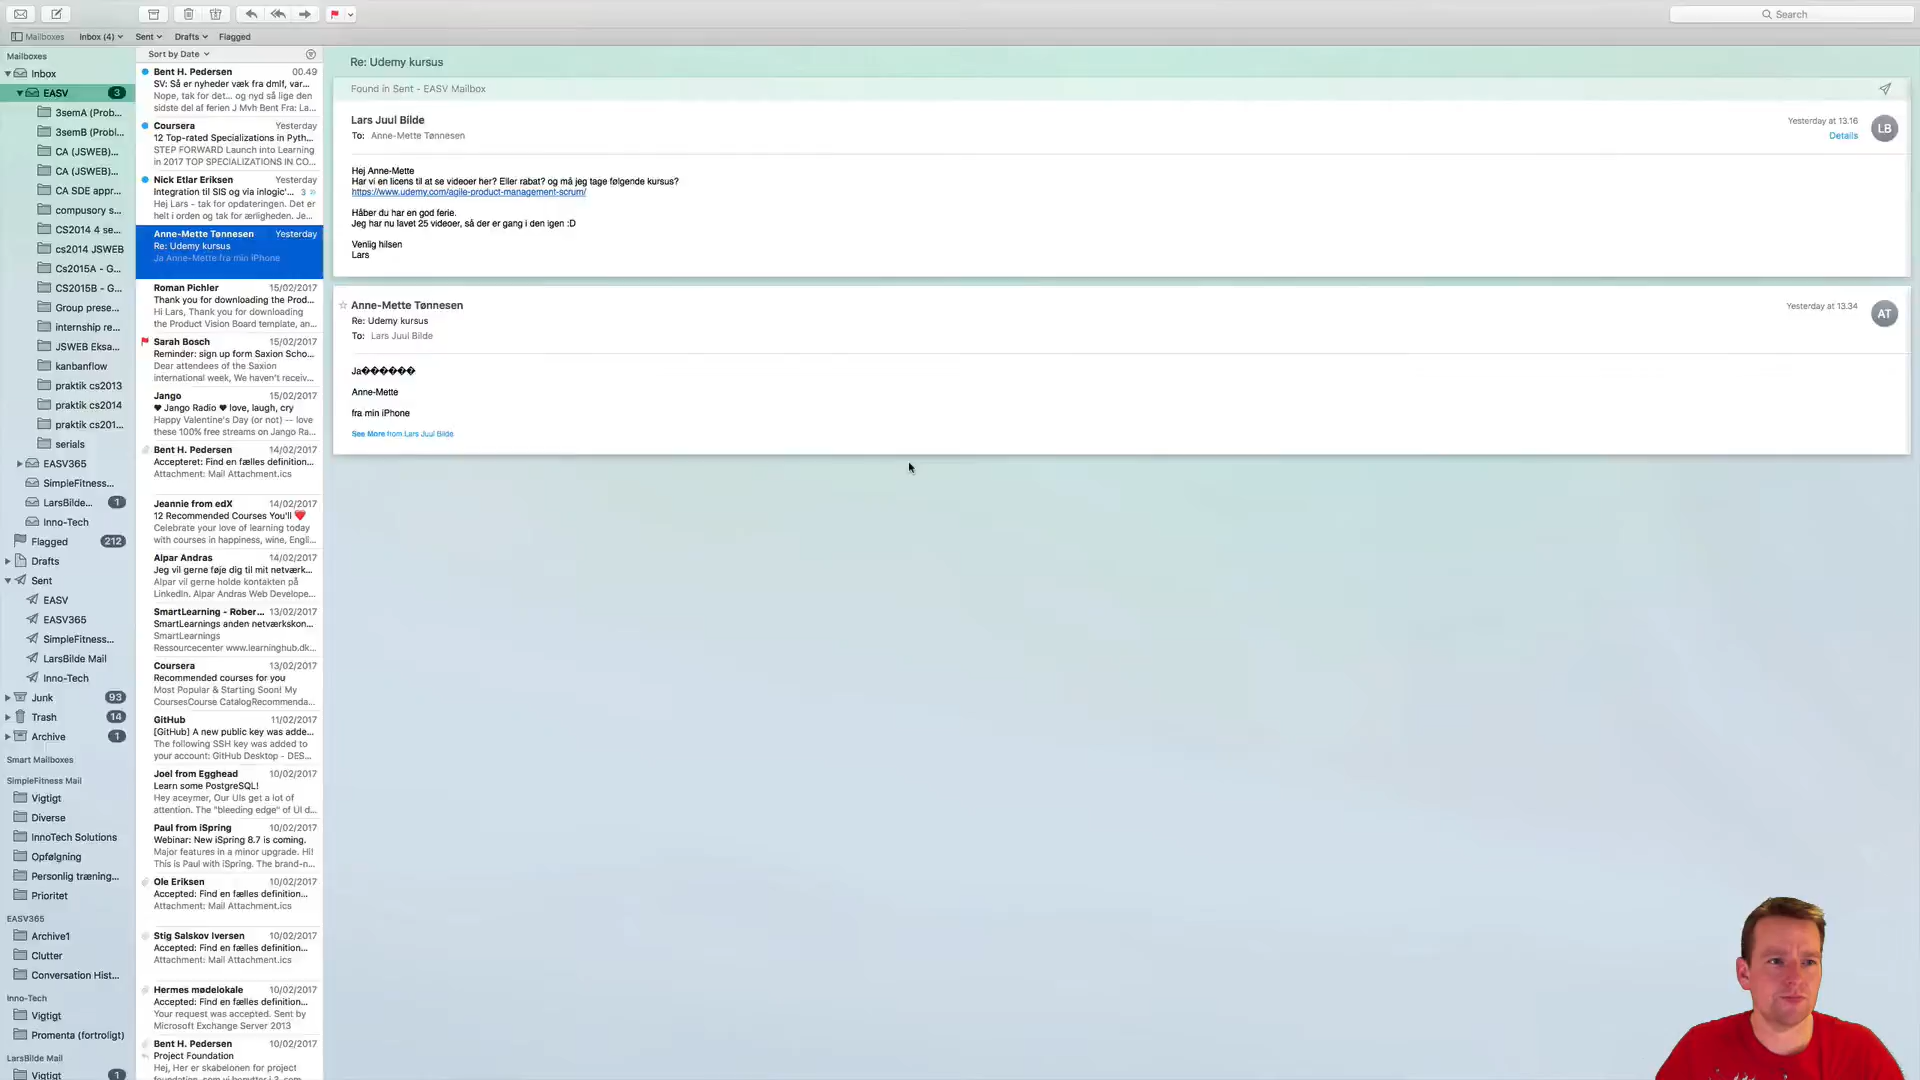 Search
Mailboxes
Inbox (4)
Sent
Drafts
Flagged
Mailboxes
Inbox
EASV 3
3semA (Prob...
3semB (Probl...
CA (JSWEB)...
CA (JSWEB)...
CA SDE appr...
compusory s...
CS2014 4 se...
cs2014 JSWEB
Cs2015A - G...
CS2015B - G...
Group prese...
internship re...
JSWEB Eksa...
kanbanflow
praktik cs2013
praktik cs2014
praktik cs201...
serials
EASV365
SimpleFitness...
LarsBilde... 1
Inno-Tech
Flagged 212
Drafts
Sent
EASV
EASV365
SimpleFitness...
LarsBilde Mail
Inno-Tech
Junk 93
Trash 14
Archive 1
Smart Mailboxes
SimpleFitness Mail
Vigtigt
Diverse
InnoTech Solutions
Opfølgning
Personlig træning...
Prioritet
EASV365
Archive1
Clutter
Conversation Hist...
Inno-Tech
Vigtigt
Promenta (fortroligt)
LarsBilde Mail
Vigtigt 1
Sort by Date
Bent H. Pedersen 00.49
SV: Så er nyheder væk fra dmlf, var...
Nope, tak for det... og nyd så lige den
sidste del af ferien J Mvh Bent Fra: La...
Coursera Yesterday
12 Top-rated Specializations in Pyth...
STEP FORWARD Launch into Learning
in 2017 TOP SPECIALIZATIONS IN CO...
Nick Etlar Eriksen Yesterday
Integration til SIS og via inlogic'... 3 »
Hej Lars - tak for opdateringen. Det er
helt i orden og tak for ærligheden. Je...
Anne-Mette Tønnesen Yesterday
Re: Udemy kursus
Ja Anne-Mette fra min iPhone
Roman Pichler 15/02/2017
Thank you for downloading the Prod...
Hi Lars, Thank you for downloading
the Product Vision Board template, an...
Sarah Bosch 15/02/2017
Reminder: sign up form Saxion Scho...
Dear attendees of the Saxion
international week, We haven't receiv...
Jango 15/02/2017
♥ Jango Radio ♥ love, laugh, cry
Happy Valentine's Day (or not) -- love
these 100% free streams on Jango Ra...
Bent H. Pedersen 14/02/2017
Accepteret: Find en fælles definition...
Attachment: Mail Attachment.ics
Jeannie from edX 14/02/2017
12 Recommended Courses You'll ❤️
Celebrate your love of learning today
with courses in happiness, wine, Engli...
Alpar Andras 14/02/2017
Jeg vil gerne føje dig til mit netværk...
Alpar vil gerne holde kontakten på
LinkedIn. Alpar Andras Web Develope...
SmartLearning - Rober... 13/02/2017
SmartLearnings anden netværkskon...
SmartLearnings
Ressourcecenter www.learninghub.dk...
Coursera 13/02/2017
Recommended courses for you
Most Popular & Starting Soon! My
CoursesCourse CatalogRecommenda...
GitHub 11/02/2017
[GitHub] A new public key was adde...
The following SSH key was added to
your account: GitHub Desktop - DES...
Joel from Egghead 10/02/2017
Learn some PostgreSQL!
Hey aceymer, Our UIs get a lot of
attention. The "bleeding edge" of UI d...
Paul from iSpring 10/02/2017
Webinar: New iSpring 8.7 is coming.
Major features in a minor upgrade. Hi!
This is Paul with iSpring. The brand-n...
Ole Eriksen 10/02/2017
Accepted: Find en fælles definition...
Attachment: Mail Attachment.ics
Stig Salskov Iversen 10/02/2017
Accepted: Find en fælles definition...
Attachment: Mail Attachment.ics
Hermes mødelokale 10/02/2017
Accepted: Find en fælles definition...
Your request was accepted. Sent by
Microsoft Exchange Server 2013
Bent H. Pedersen 10/02/2017
Project Foundation
Hej, Her er skabelonen for project
foundation, som vi benytter i 3. sem...
Re: Udemy kursus
Found in Sent - EASV Mailbox
Lars Juul Bilde
Yesterday at 13.16
To: Anne-Mette Tønnesen
Details
LB
Hej Anne-Mette
Har vi en licens til at se videoer her? Eller rabat? og må jeg tage følgende kursus?
https://www.udemy.com/agile-product-management-scrum/
Håber du har en god ferie.
Jeg har nu lavet 25 videoer, så der er gang i den igen :D
Venlig hilsen
Lars
Anne-Mette Tønnesen
Yesterday at 13.34
AT
Re: Udemy kursus
To: Lars Juul Bilde
Ja������
Anne-Mette
fra min iPhone
See More from Lars Juul Bilde